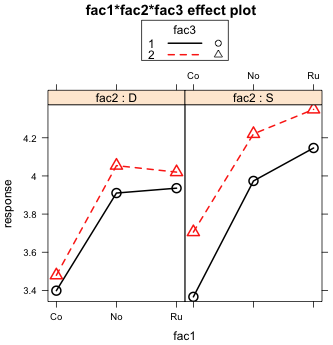 fac1*fac2*fac3 effect plot
fac3
1
2
Co No Ru
fac2 : D fac2 : S
4.2
4
3.8
3.6
3.4
response
Co No Ru
fac1